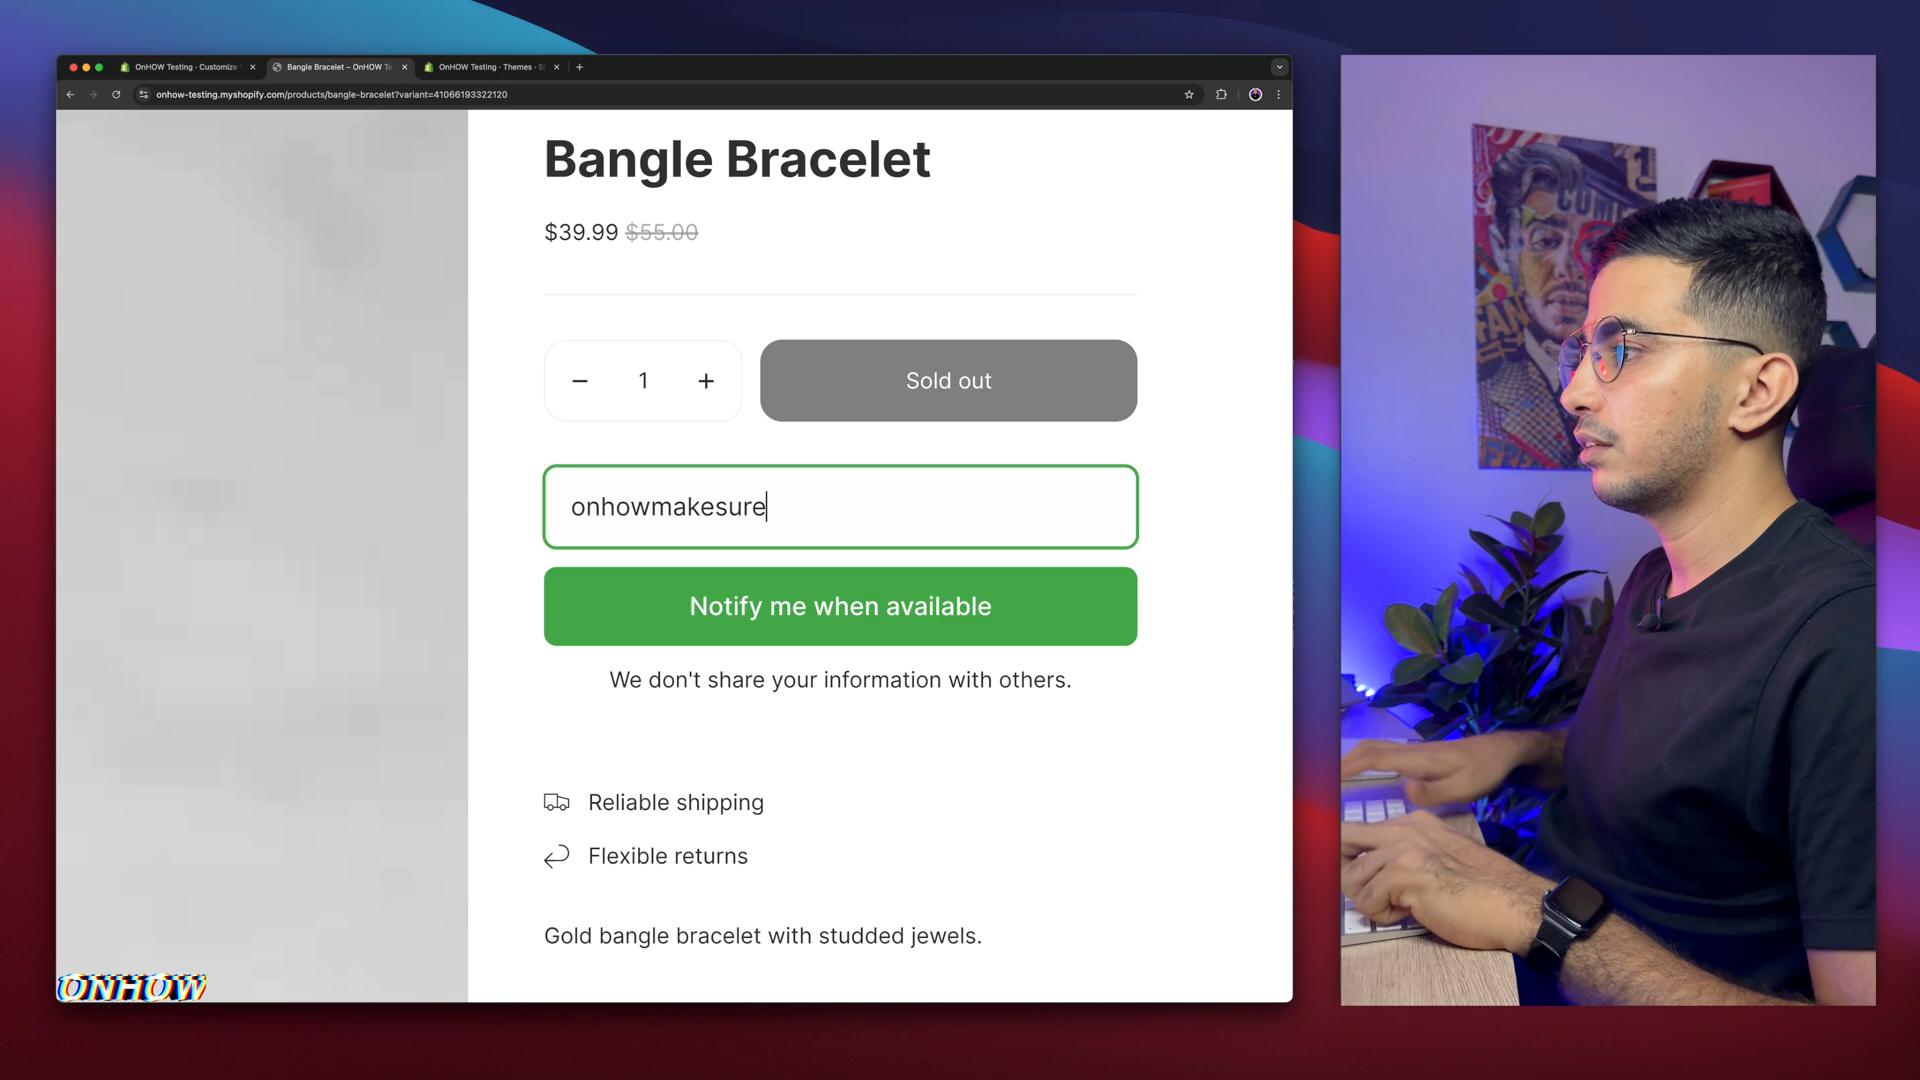 OnHOW Testing · Customize
Bangle Bracelet – OnHOW Te
OnHOW Testing · Themes · S
onhow-testing.myshopify.com/products/bangle-bracelet?variant=41066193322120
Bangle Bracelet
$39.99 $55.00
1
Sold out
onhowmakesure
Notify me when available
We don't share your information with others.
Reliable shipping
Flexible returns
Gold bangle bracelet with studded jewels.
ONHOW
COM
FAN